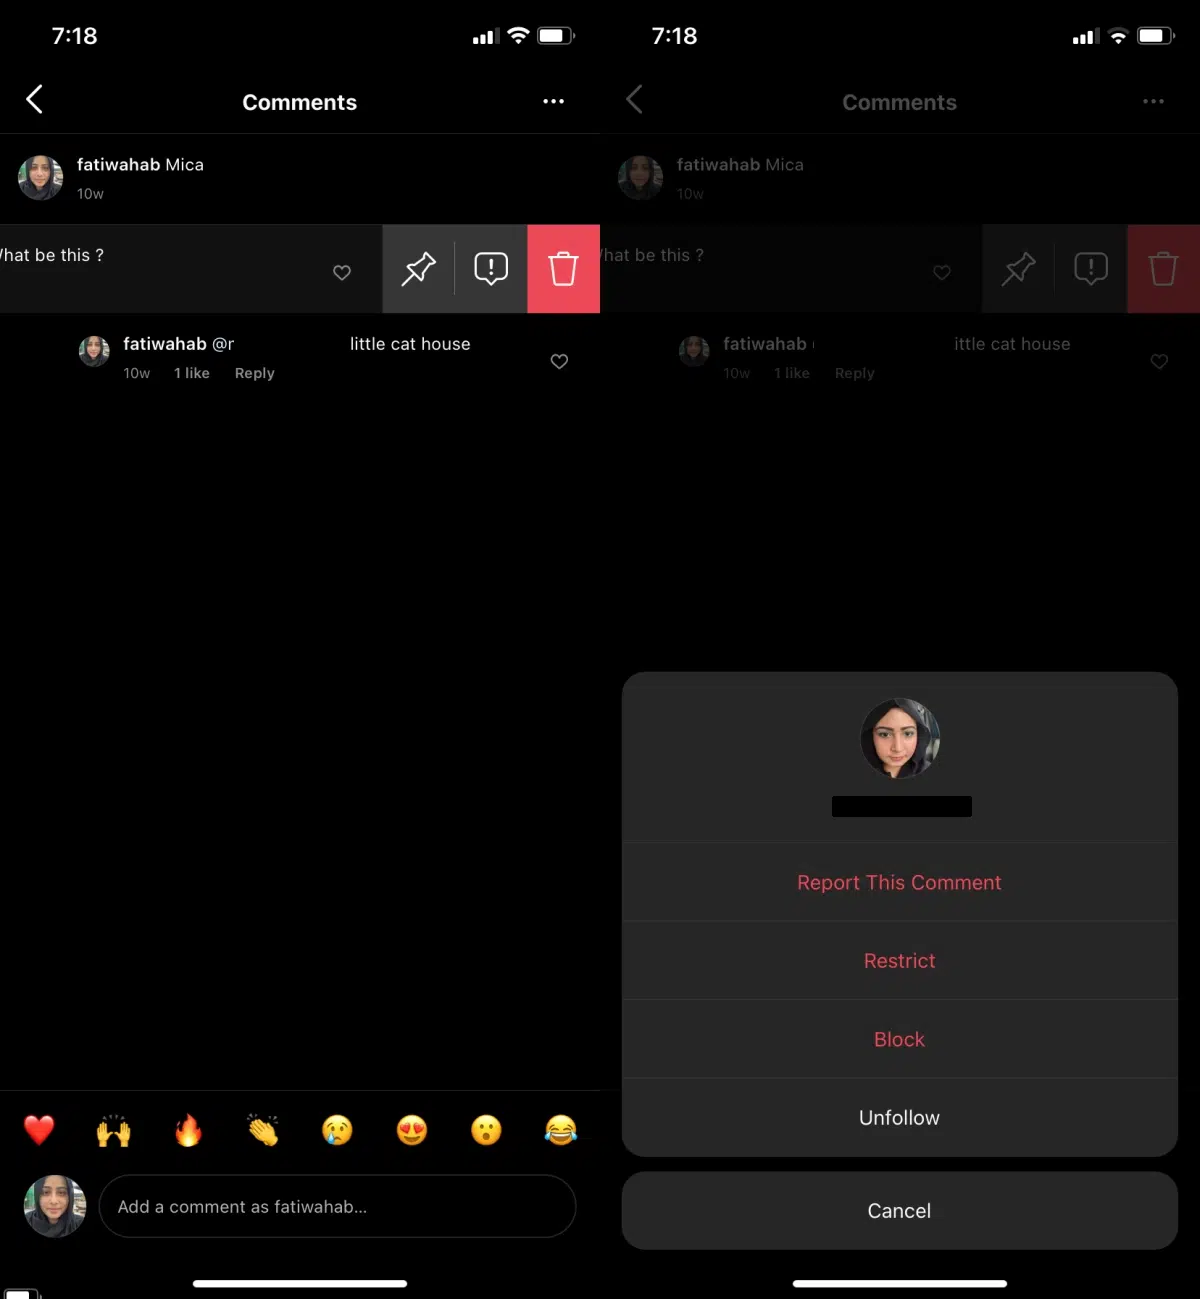 7:18
Comments
fatiwahab Mica
10w
hat be this ?
fatiwahab @r little cat house
10w 1 like Reply
Add a comment as fatiwahab...
7:18
Comments
fatiwahab Mica
10w
hat be this ?
fatiwahab ittle cat house
10w 1 like Reply
Report This Comment
Restrict
Block
Unfollow
Cancel